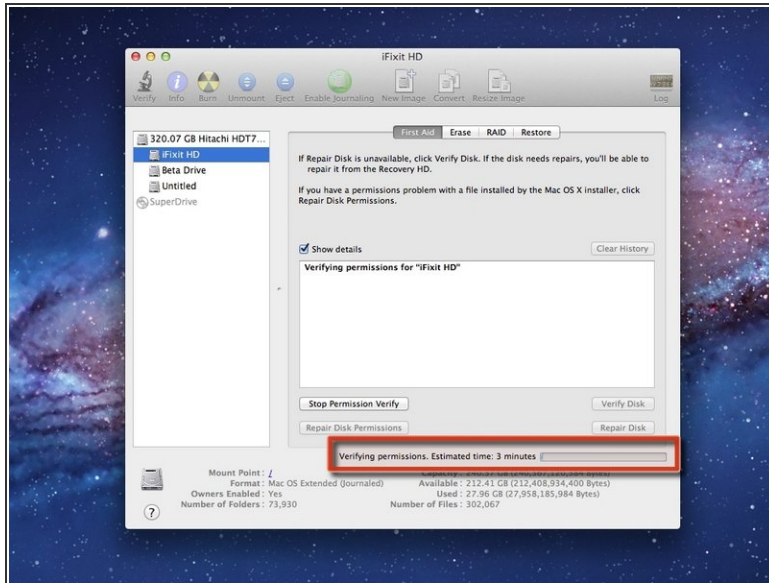 iFixit HD
Verify Info Burn Unmount Eject Enable Journaling New Image Convert Resize Image Log
320.07 GB Hitachi HDT7...
iFixit HD
Beta Drive
Untitled
SuperDrive
First Aid Erase RAID Restore
If Repair Disk is unavailable, click Verify Disk. If the disk needs repairs, you'll be able to
repair it from the Recovery HD.
If you have a permissions problem with a file installed by the Mac OS X installer, click
Repair Disk Permissions.
Show details Clear History
Verifying permissions for "iFixit HD"
Stop Permission Verify Verify Disk
Repair Disk Permissions Repair Disk
Verifying permissions. Estimated time: 3 minutes
Mount Point : / Capacity :
Format : Mac OS Extended (Journaled) Available : 212.41 GB (212,408,934,400 Bytes)
Owners Enabled : Yes Used : 27.96 GB (27,958,185,984 Bytes)
Number of Folders : 73,930 Number of Files : 302,067
?